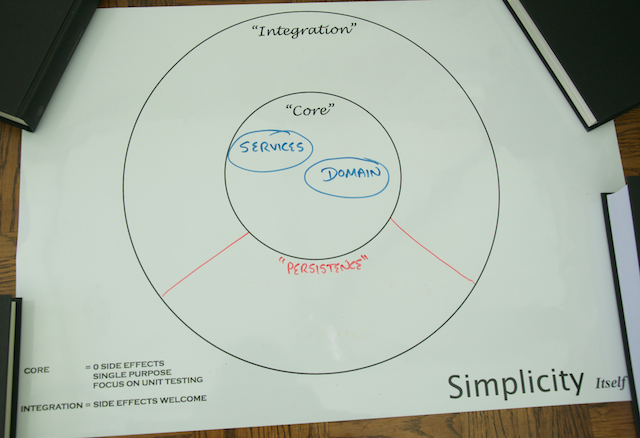 "Integration"
"Core"
SERVICES
DOMAIN
"PERSISTENCE"
CORE = 0 SIDE EFFECTS
SINGLE PURPOSE
FOCUS ON UNIT TESTING
INTEGRATION = SIDE EFFECTS WELCOME
Simplicity Itself